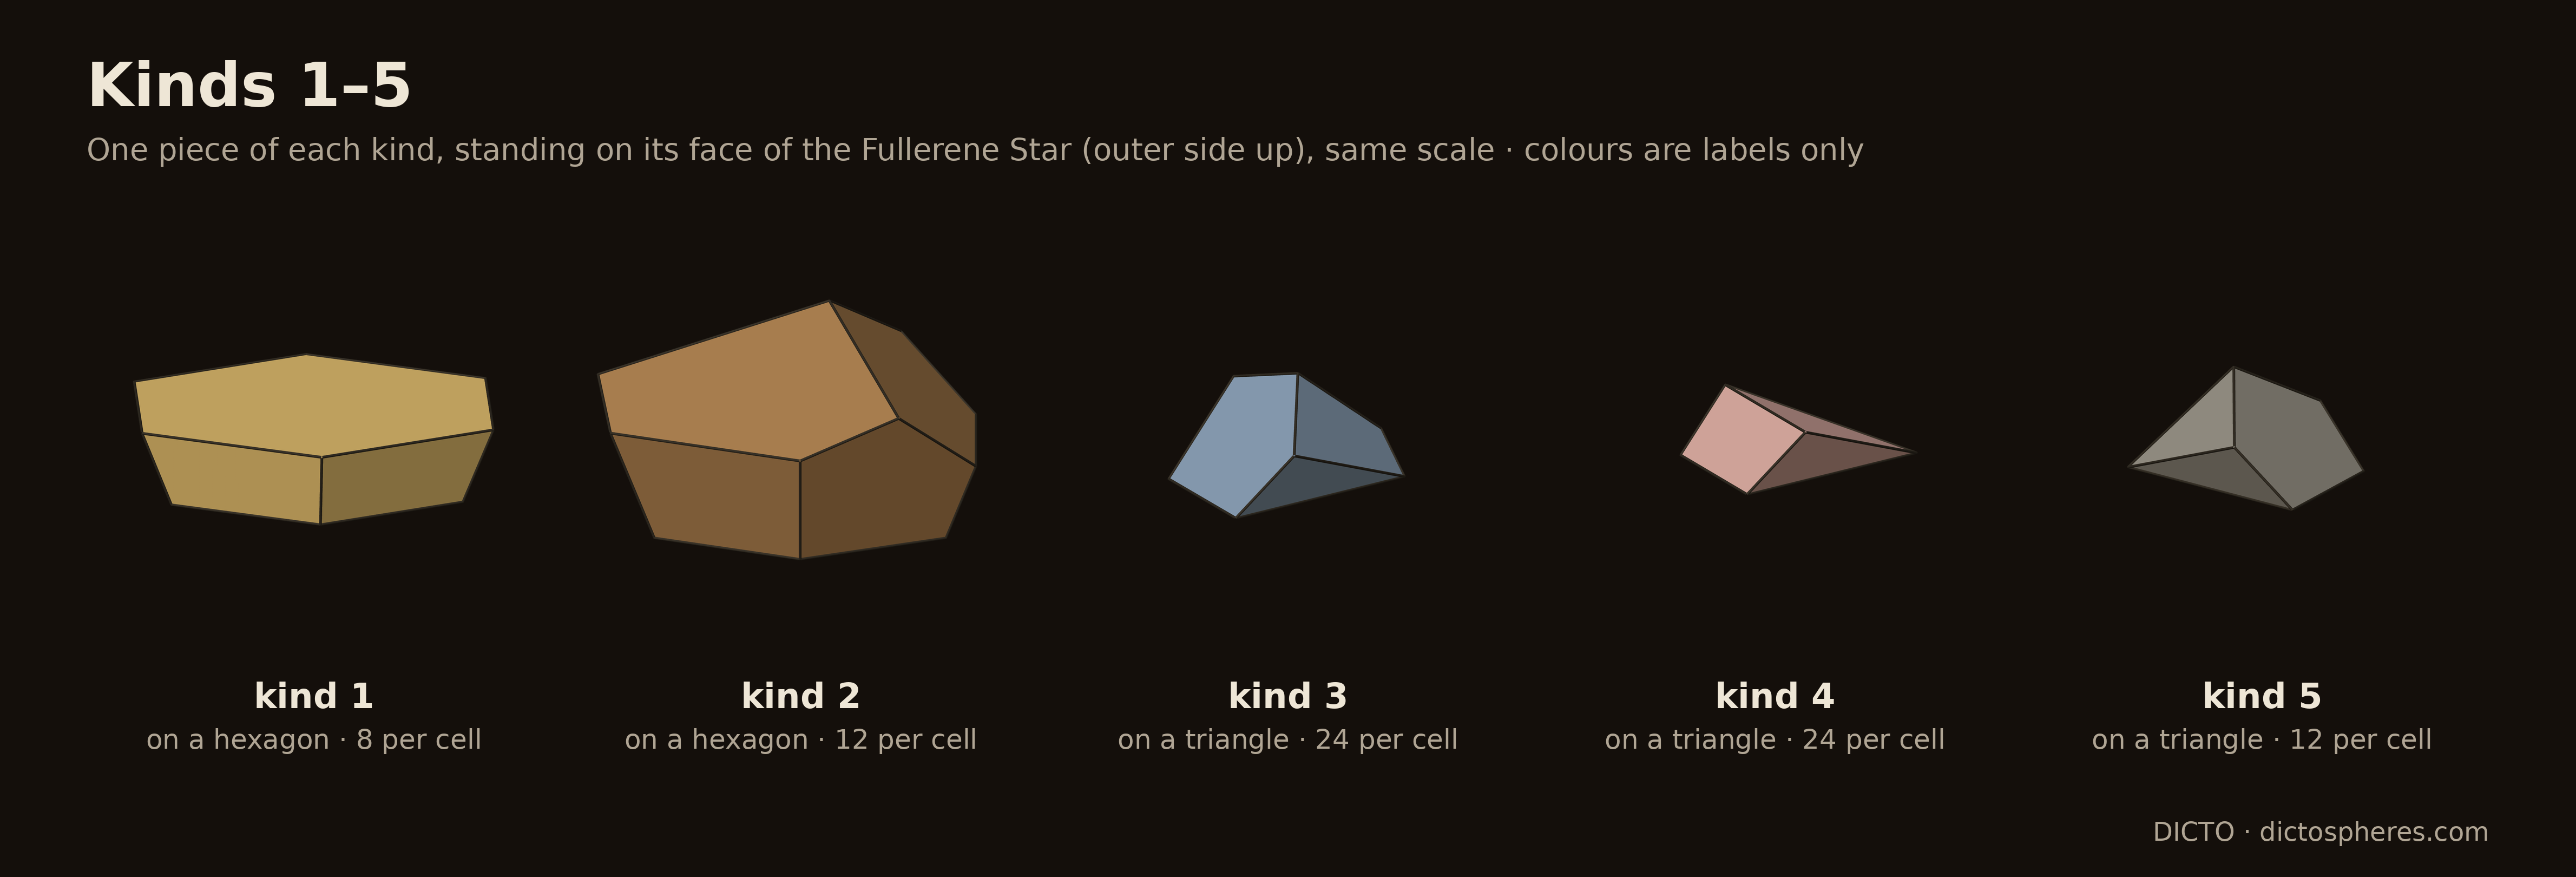 Kinds 1–5
One piece of each kind, standing on its face of the Fullerene Star (outer side up), same scale · colours are labels only
kind 1
on a hexagon · 8 per cell
kind 2
on a hexagon · 12 per cell
kind 3
on a triangle · 24 per cell
kind 4
on a triangle · 24 per cell
kind 5
on a triangle · 12 per cell
DICTO · dictospheres.com